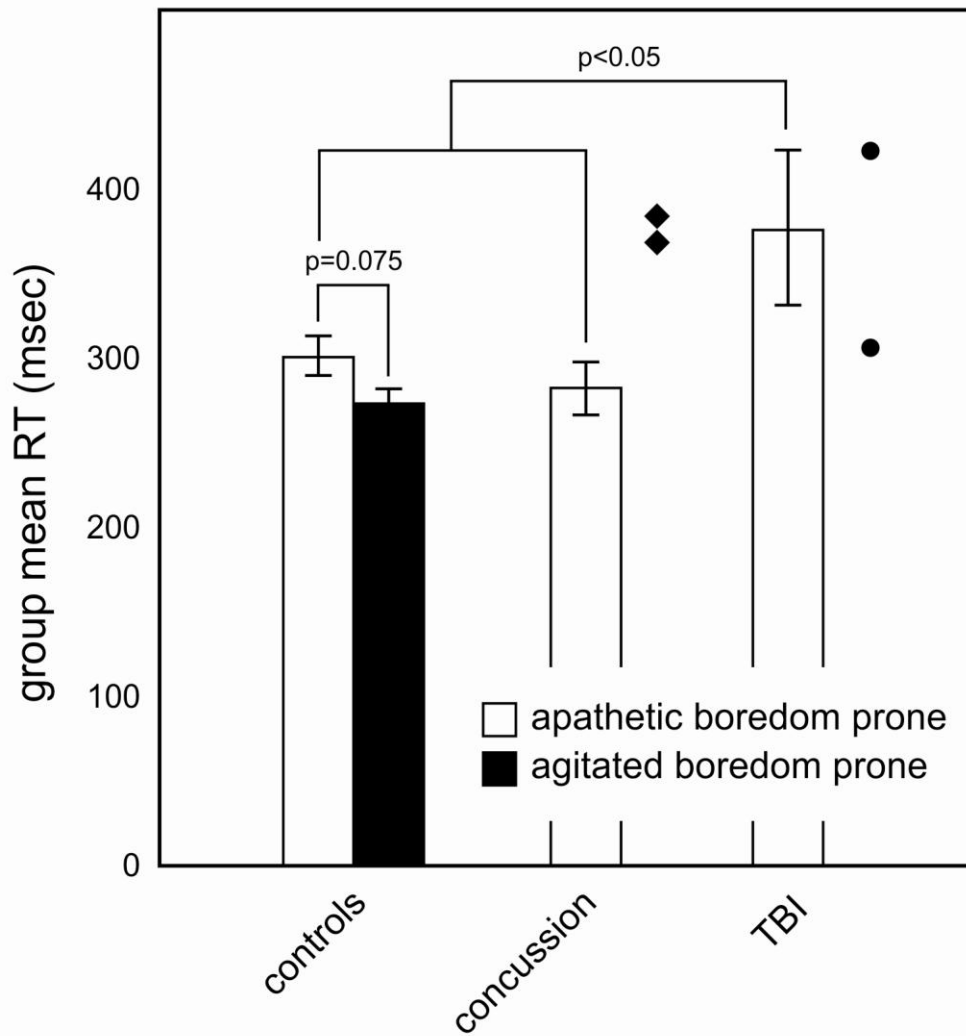 p<0.05
400
p=0.075
300
group mean RT (msec)
200
100
apathetic boredom prone
agitated boredom prone
0
controls
concussion
TBI